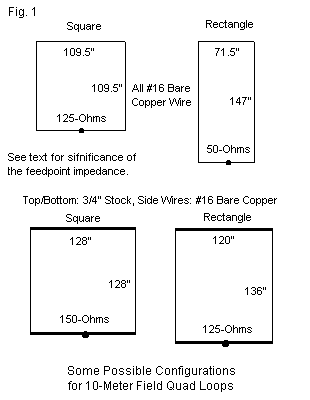 Fig. 1
Square
Rectangle
109.5"
71.5"
109.5"
All #16 Bare
Copper Wire
147"
125-Ohms
50-Ohms
See text for sifnificance of
the feedpoint impedance.
Top/Bottom: 3/4" Stock, Side Wires: #16 Bare Copper
Square
Rectangle
128"
120"
128"
136"
150-Ohms
125-Ohms
Some Possible Configurations
for 10-Meter Field Quad Loops